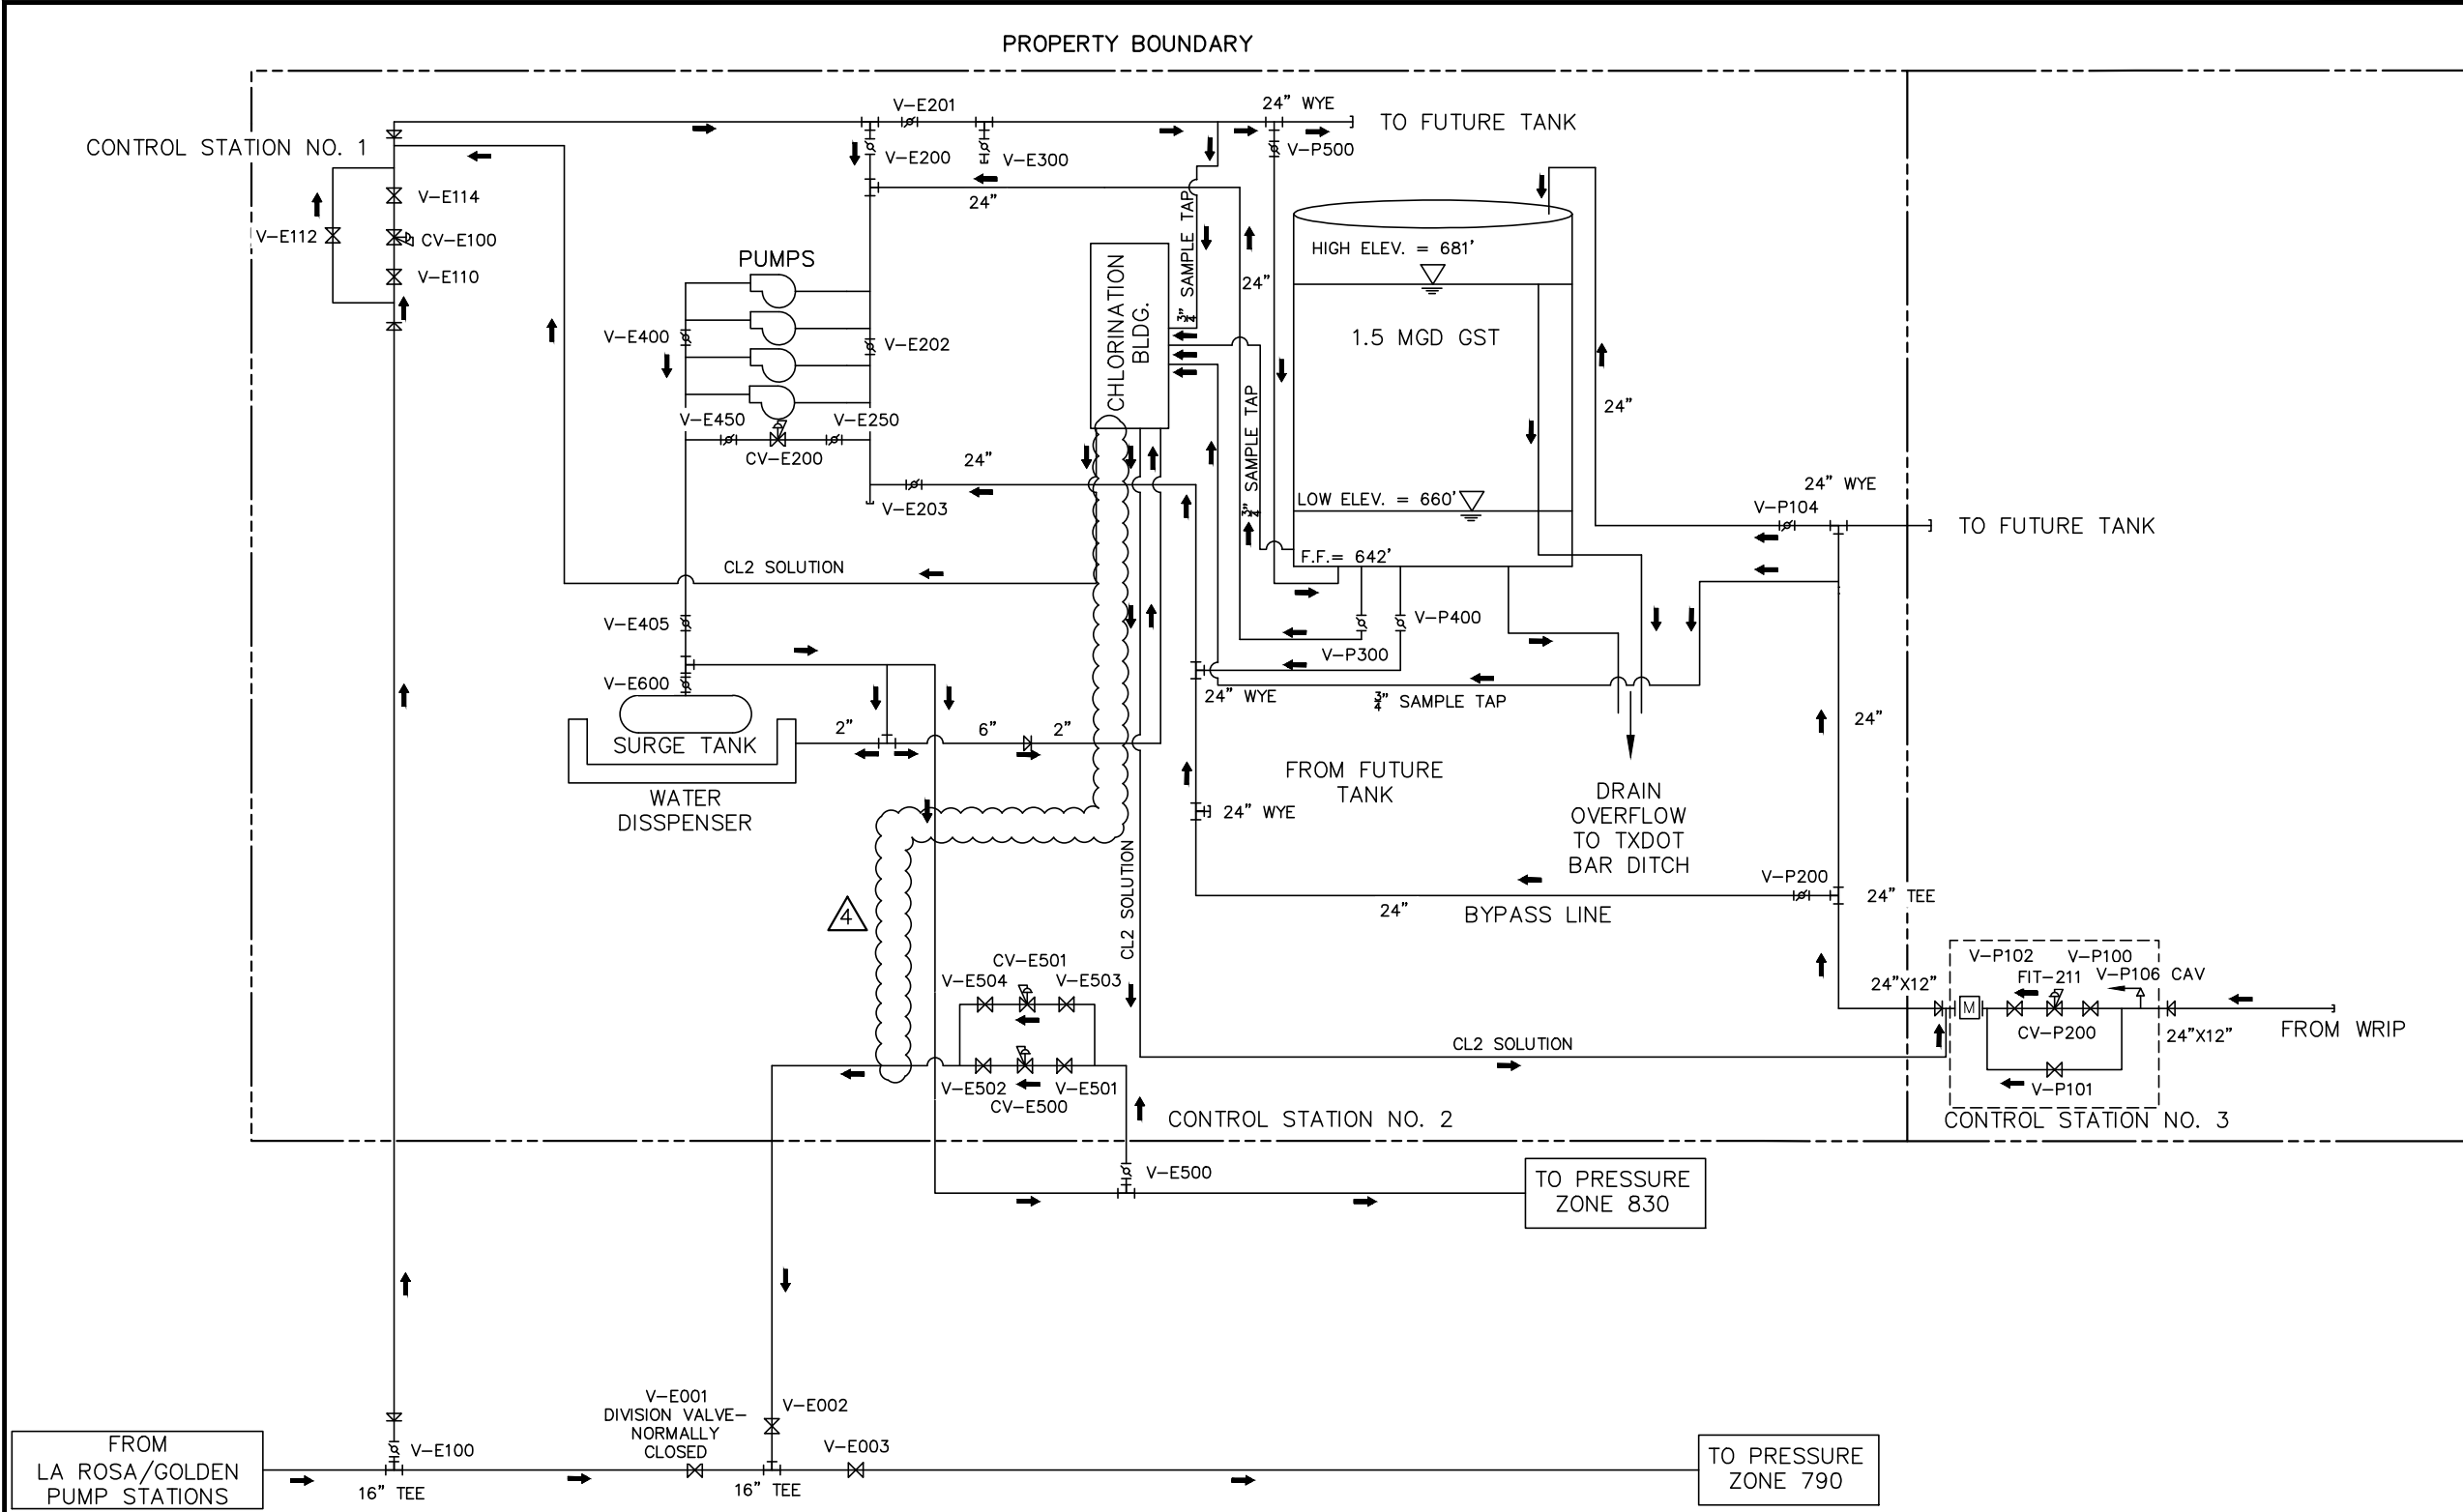 PROPERTY BOUNDARY
V-E201
24" WYE
TO FUTURE TANK
CONTROL STATION NO. 1
V-E200
V-E300
V-P500
V-E114
24"
V-E112
CV-E100
V-E110
PUMPS
CHLORINATION
BLDG.
3/4" SAMPLE TAP
24"
HIGH ELEV. = 681'
1.5 MGD GST
V-E400
V-E202
3/4" SAMPLE TAP
24"
V-E450
V-E250
CV-E200
24"
LOW ELEV. = 660'
V-E203
24" WYE
V-P104
TO FUTURE TANK
F.F.= 642'
CL2 SOLUTION
V-E405
V-P400
V-P300
V-E600
24" WYE
3/4" SAMPLE TAP
24"
SURGE TANK
2"
6"
2"
WATER
DISSPENSER
FROM FUTURE
TANK
24" WYE
DRAIN
OVERFLOW
TO TXDOT
BAR DITCH
4
CL2 SOLUTION
V-P200
24" TEE
24"
BYPASS LINE
CV-E501
V-E504
V-E503
V-E502
V-E501
CV-E500
CL2 SOLUTION
24"X12"
V-P102
V-P100
FIT-211
V-P106 CAV
M
CV-P200
24"X12"
FROM WRIP
V-P101
CONTROL STATION NO. 2
CONTROL STATION NO. 3
V-E500
TO PRESSURE
ZONE 830
V-E001
DIVISION VALVE-
NORMALLY
CLOSED
V-E002
V-E003
FROM
LA ROSA/GOLDEN
PUMP STATIONS
V-E100
16" TEE
16" TEE
TO PRESSURE
ZONE 790